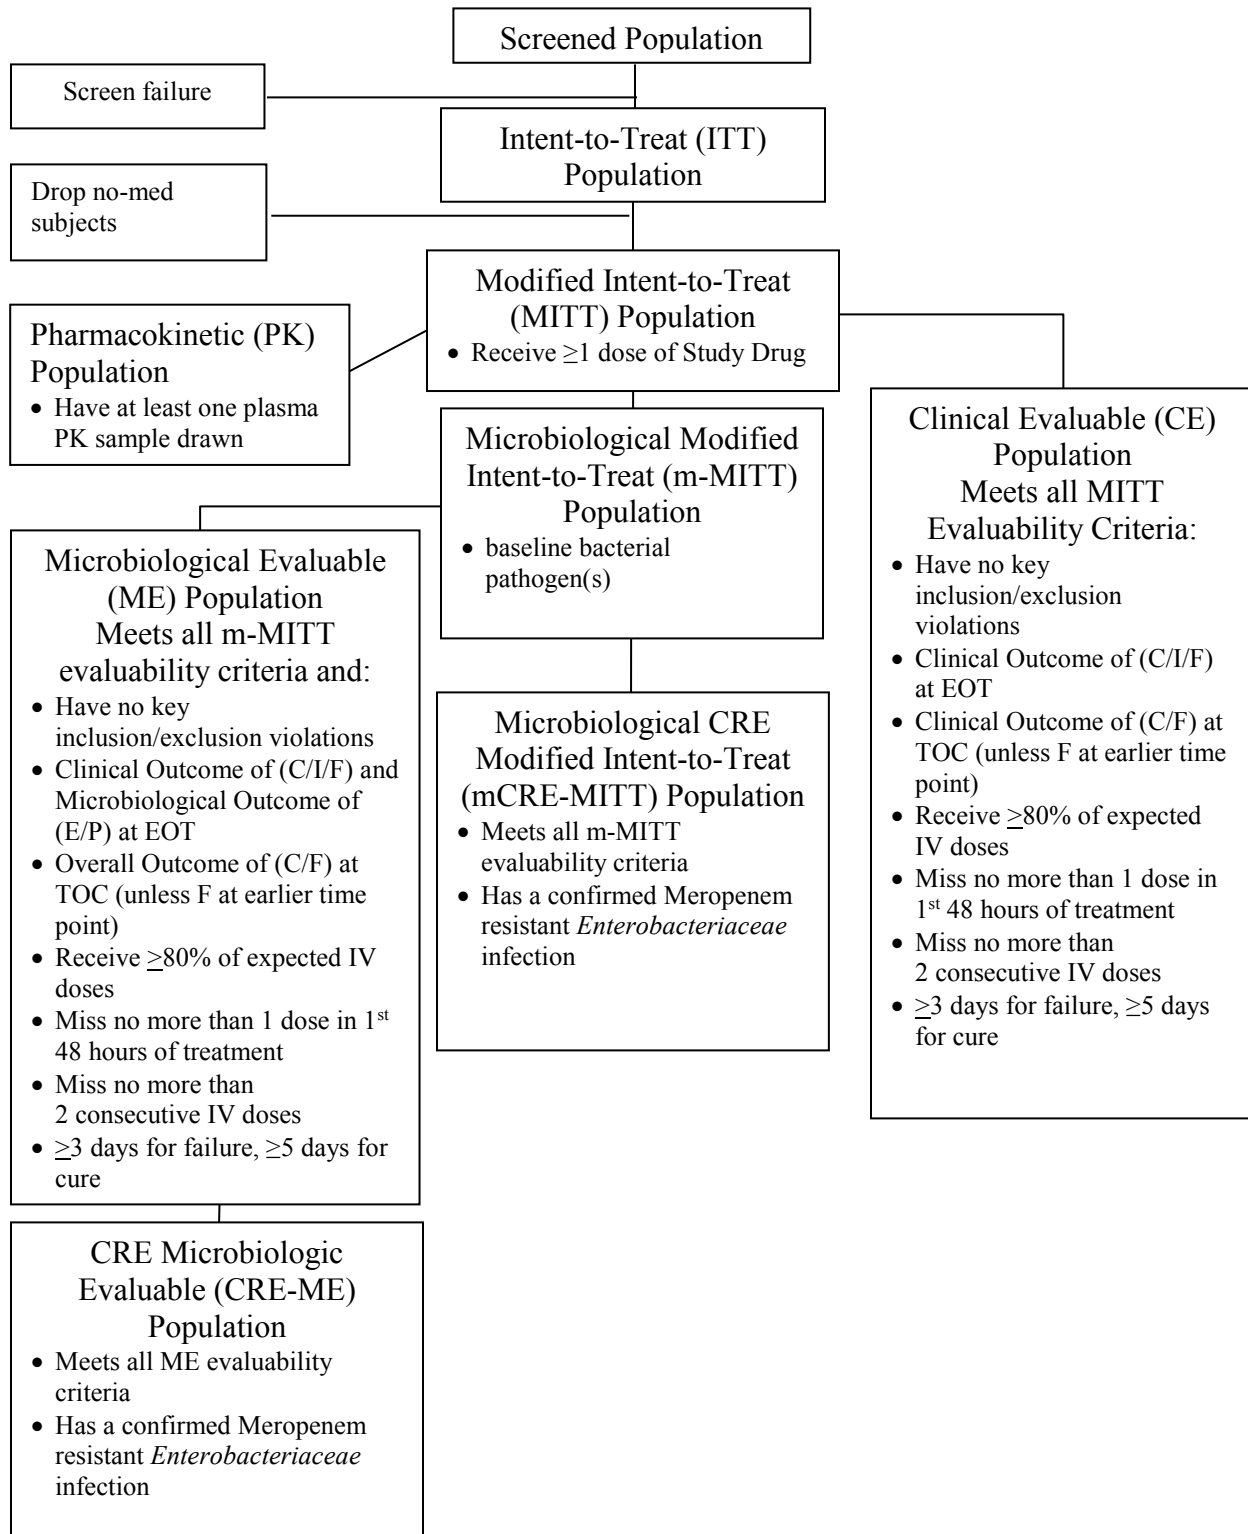 Screened Population
Screen failure
Intent-to-Treat (ITT)
Population
Drop no-med
subjects
Modified Intent-to-Treat
(MITT) Population
• Receive ≥1 dose of Study Drug
Pharmacokinetic (PK)
Population
• Have at least one plasma
PK sample drawn
Microbiological Modified
Intent-to-Treat (m-MITT)
Population
• baseline bacterial
pathogen(s)
Clinical Evaluable (CE)
Population
Meets all MITT
Evaluability Criteria:
• Have no key
inclusion/exclusion
violations
• Clinical Outcome of (C/I/F)
at EOT
• Clinical Outcome of (C/F) at
TOC (unless F at earlier time
point)
• Receive ≥80% of expected
IV doses
• Miss no more than 1 dose in
1st 48 hours of treatment
• Miss no more than
2 consecutive IV doses
• ≥3 days for failure, ≥5 days
for cure
Microbiological Evaluable
(ME) Population
Meets all m-MITT
evaluability criteria and:
• Have no key
inclusion/exclusion violations
• Clinical Outcome of (C/I/F) and
Microbiological Outcome of
(E/P) at EOT
• Overall Outcome of (C/F) at
TOC (unless F at earlier time
point)
• Receive ≥80% of expected IV
doses
• Miss no more than 1 dose in 1st
48 hours of treatment
• Miss no more than
2 consecutive IV doses
• ≥3 days for failure, ≥5 days for
cure
Microbiological CRE
Modified Intent-to-Treat
(mCRE-MITT) Population
• Meets all m-MITT
evaluability criteria
• Has a confirmed Meropenem
resistant Enterobacteriaceae
infection
CRE Microbiologic
Evaluable (CRE-ME)
Population
• Meets all ME evaluability
criteria
• Has a confirmed Meropenem
resistant Enterobacteriaceae
infection